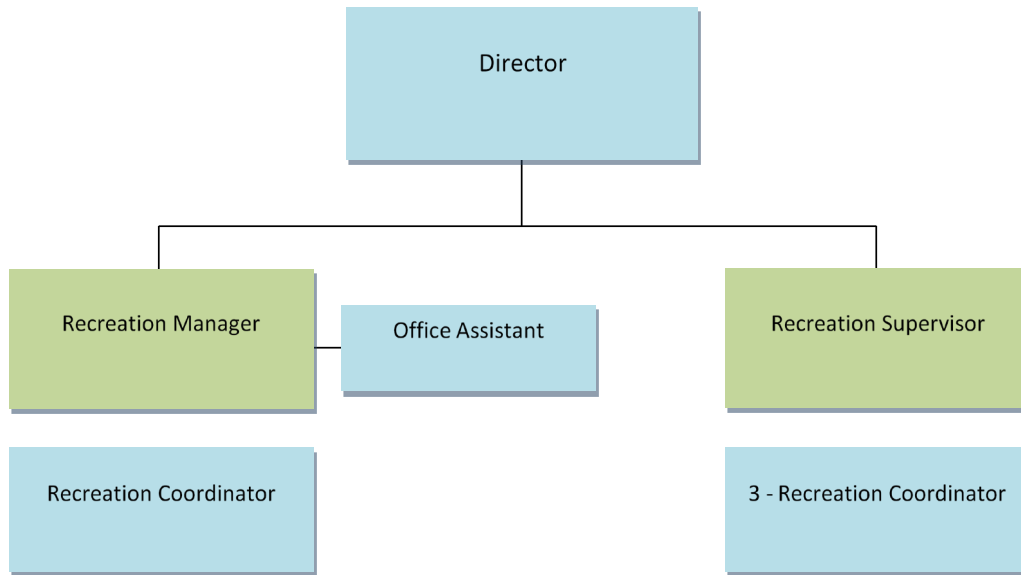 Director
Recreation Manager
Office Assistant
Recreation Supervisor
Recreation Coordinator
3 - Recreation Coordinator